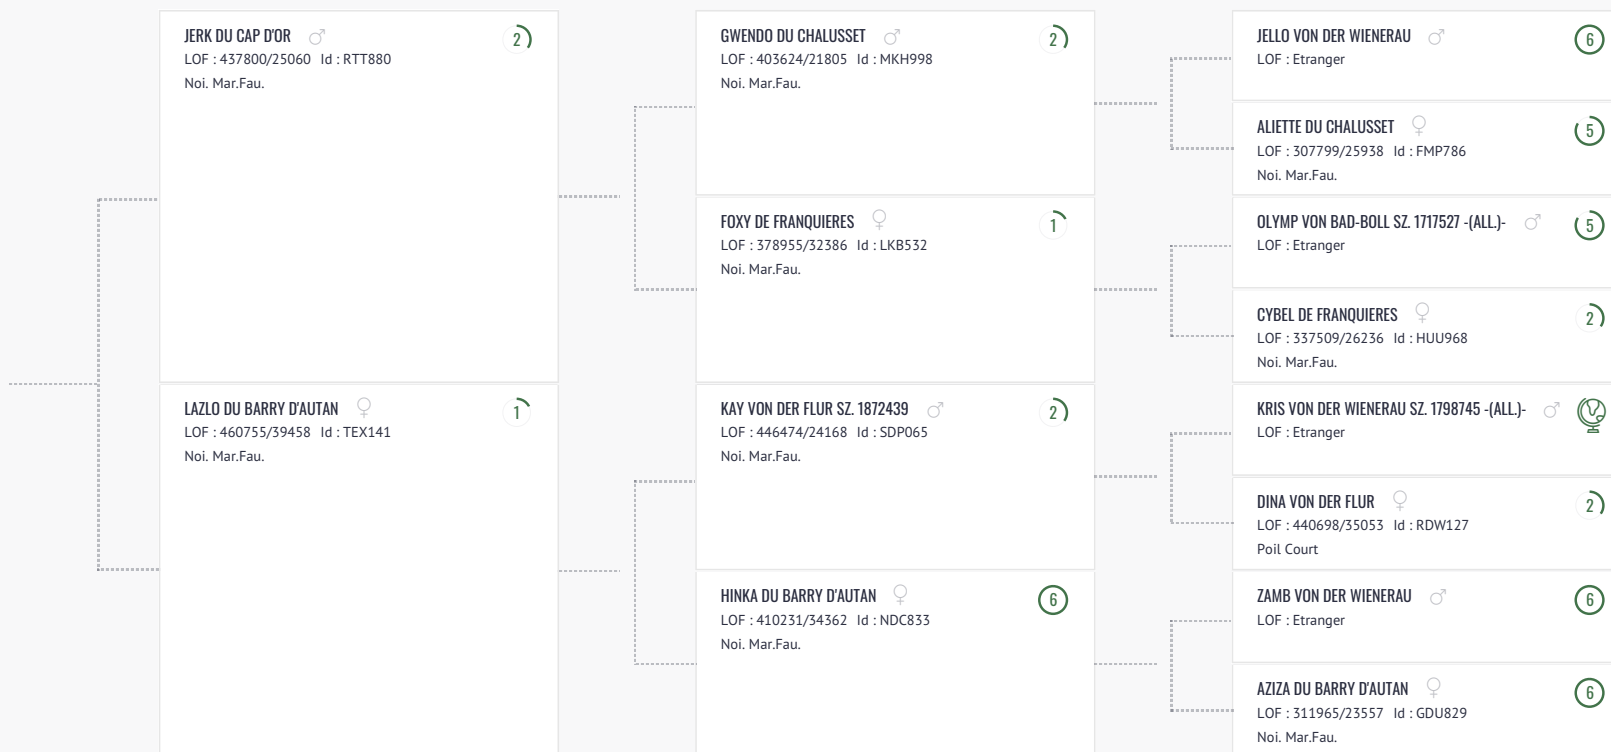 JERK DU CAP D'OR
2
LOF : 437800/25060 Id : RTT880
Noi. Mar.Fau.
LAZLO DU BARRY D'AUTAN
1
LOF : 460755/39458 Id : TEX141
Noi. Mar.Fau.
GWENDO DU CHALUSSET
2
LOF : 403624/21805 Id : MKH998
Noi. Mar.Fau.
FOXY DE FRANQUIERES
1
LOF : 378955/32386 Id : LKB532
Noi. Mar.Fau.
KAY VON DER FLUR SZ. 1872439
2
LOF : 446474/24168 Id : SDP065
Noi. Mar.Fau.
HINKA DU BARRY D'AUTAN
6
LOF : 410231/34362 Id : NDC833
Noi. Mar.Fau.
JELLO VON DER WIENERAU
6
LOF : Etranger
ALIETTE DU CHALUSSET
5
LOF : 307799/25938 Id : FMP786
Noi. Mar.Fau.
OLYMP VON BAD-BOLL SZ. 1717527 -(ALL.)-
5
LOF : Etranger
CYBEL DE FRANQUIERES
2
LOF : 337509/26236 Id : HUU968
Noi. Mar.Fau.
KRIS VON DER WIENERAU SZ. 1798745 -(ALL.)-
LOF : Etranger
DINA VON DER FLUR
2
LOF : 440698/35053 Id : RDW127
Poil Court
ZAMB VON DER WIENERAU
6
LOF : Etranger
AZIZA DU BARRY D'AUTAN
6
LOF : 311965/23557 Id : GDU829
Noi. Mar.Fau.